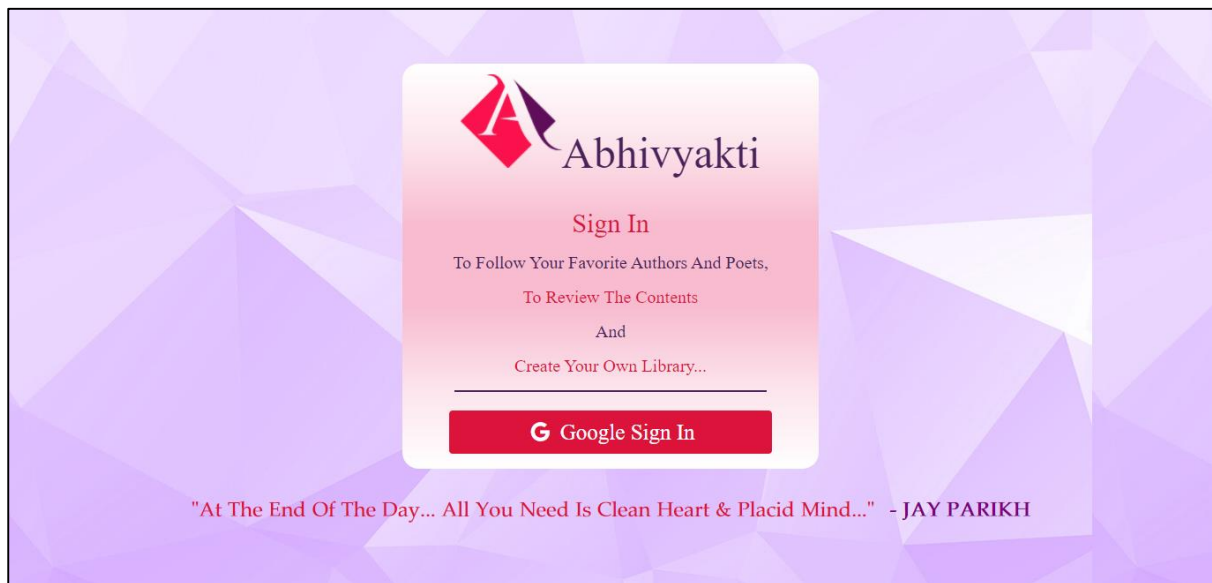 A
Abhivyakti
Sign In
To Follow Your Favorite Authors And Poets,
To Review The Contents
And
Create Your Own Library...
G Google Sign In
"At The End Of The Day... All You Need Is Clean Heart & Placid Mind..." - JAY PARIKH